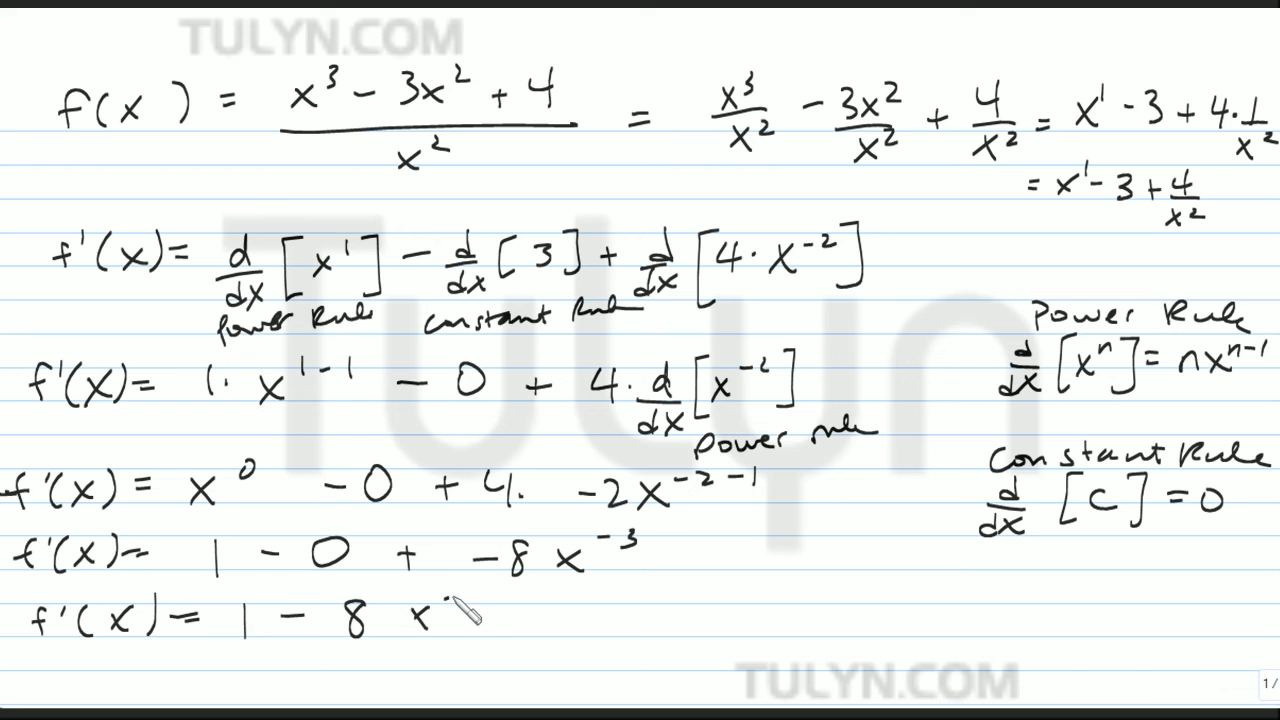 TULYN.COM
f(x) = x³ - 3x² + 4 / x² = x³/x² - 3x²/x² + 4/x² = x¹ - 3 + 4·1/x²
= x¹ - 3 + 4/x²
f'(x) = d/dx [x¹] - d/dx [3] + d/dx [4·x⁻²]
Power Rule constant Rule
Power Rule
d/dx [xⁿ] = nxⁿ⁻¹
f'(x) = 1·x¹⁻¹ - 0 + 4·d/dx [x⁻²]
power rule
Constant Rule
d/dx [c] = 0
f'(x) = x⁰ - 0 + 4. -2x⁻²⁻¹
f'(x) = 1 - 0 + -8x⁻³
f'(x) = 1 - 8 x
Tulyn
TULYN.COM
1/